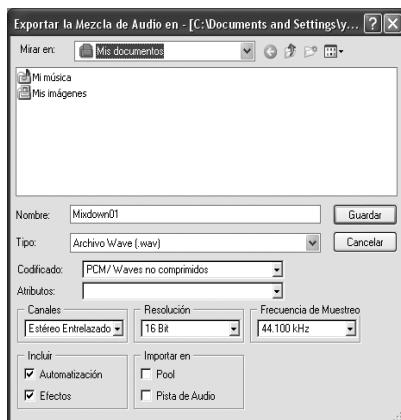 Exportar la Mezcla de Audio en - [C:\Documents and Settings\y...
Mirar en: Mis documentos
Mi música
Mis imágenes
Nombre: Mixdown01 Guardar
Tipo: Archivo Wave (.wav) Cancelar
Codificado: PCM/ Waves no comprimidos
Atributos:
Canales Resolución Frecuencia de Muestreo
Estéreo Entrelazado 16 Bit 44.100 kHz
Incluir Importar en
Automatización Pool
Efectos Pista de Audio